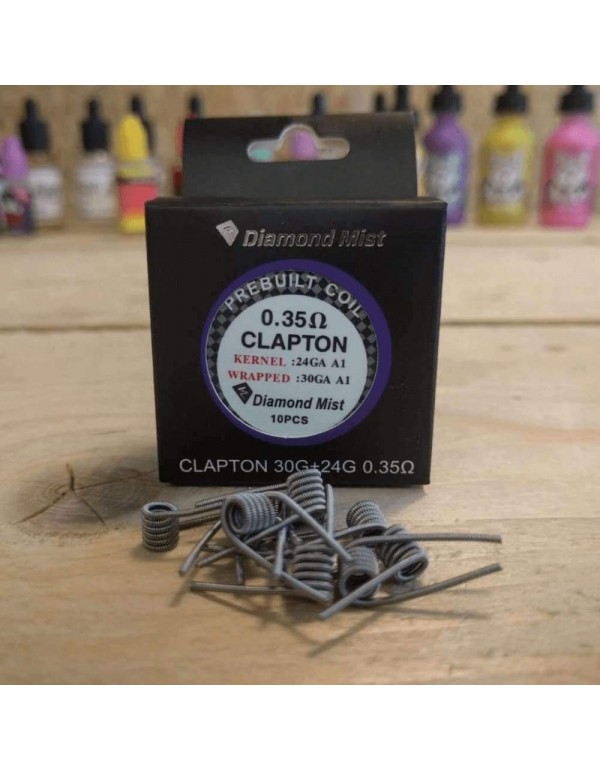 Diamond Mist
PREBUILT COIL
0.35Ω
CLAPTON
KERNEL :24GA A1
WRAPPED :30GA A1
Diamond Mist
10PCS
CLAPTON 30G+24G 0.35Ω